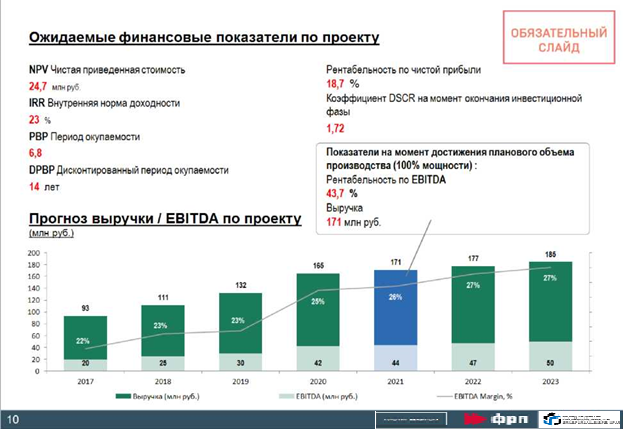 Ожидаемые финансовые показатели по проекту
ОБЯЗАТЕЛЬНЫЙ
СЛАЙД
NPV Чистая приведенная стоимость
24,7 млн руб.
IRR Внутренняя норма доходности
23 %
PBP Период окупаемости
6,8
DPBP Дисконтированный период окупаемости
14 лет
Рентабельность по чистой прибыли
18,7 %
Коэффициент DSCR на момент окончания инвестиционной
фазы
1,72
Показатели на момент достижения планового объема
производства (100% мощности) :
Рентабельность по EBITDA
43,7 %
Выручка
171 млн руб.
Прогноз выручки / EBITDA по проекту
(млн.руб.)
200
180
160
140
120
100
80
60
40
20
0
93
111
132
165
171
177
185
22%
23%
23%
25%
26%
27%
27%
20
25
30
42
44
47
50
2017
2018
2019
2020
2021
2022
2023
Выручка (млн руб.)
EBITDA (млн руб.)
EBITDA Margin, %
10
фрп